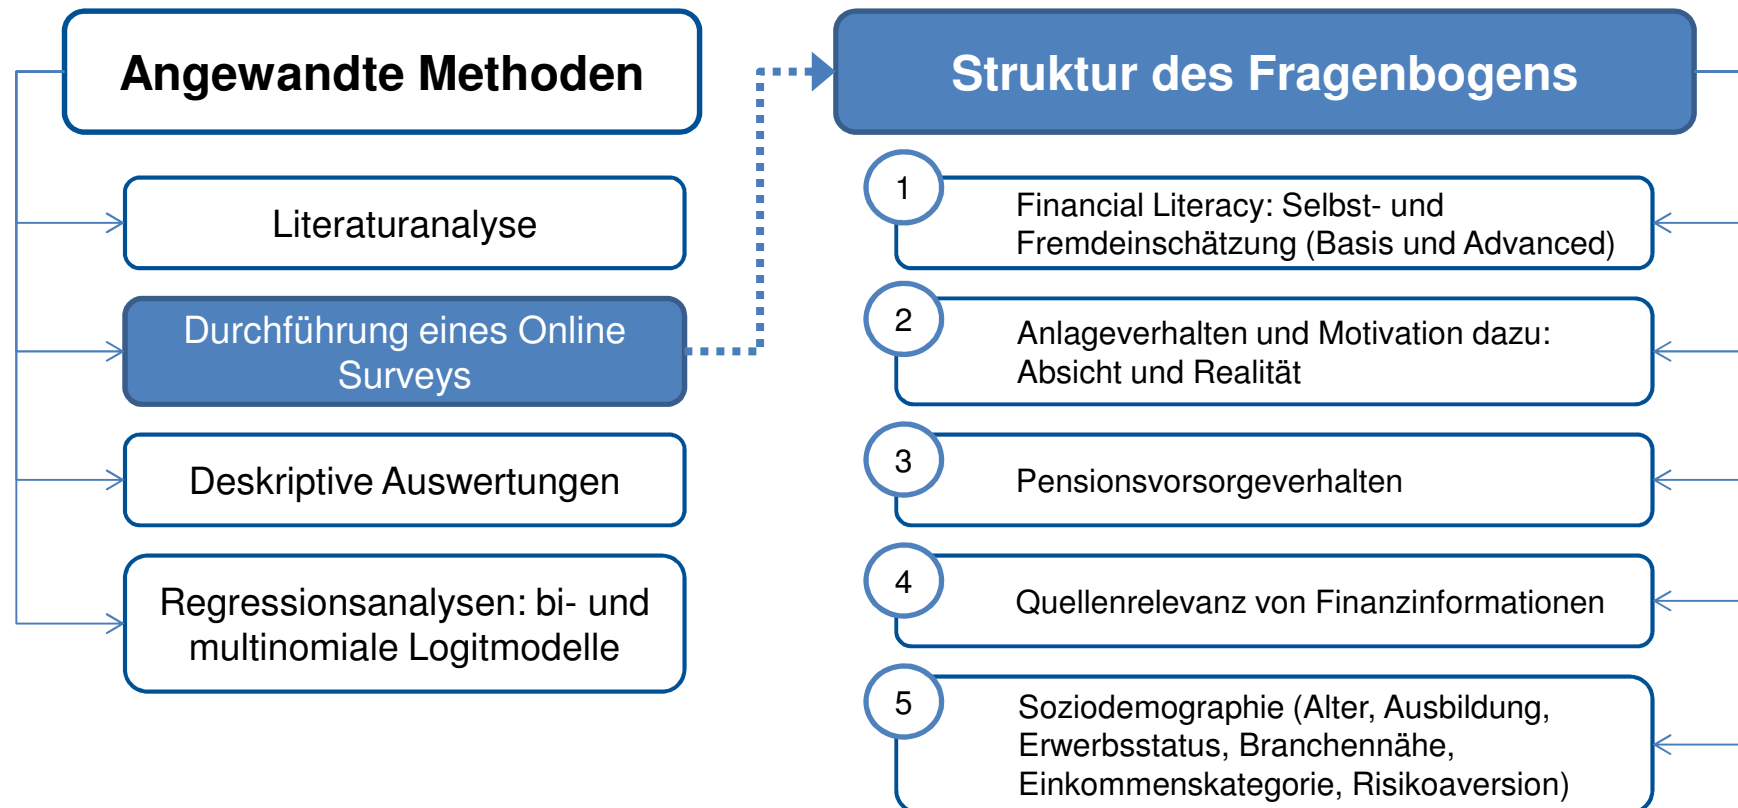 Angewandte Methoden
Literaturanalyse
Durchführung eines Online
Surveys
Deskriptive Auswertungen
Regressionsanalysen: bi- und
multinomiale Logitmodelle
Struktur des Fragenbogens
1
Financial Literacy: Selbst- und
Fremdeinschätzung (Basis und Advanced)
2
Anlageverhalten und Motivation dazu:
Absicht und Realität
3
Pensionsvorsorgeverhalten
4
Quellenrelevanz von Finanzinformationen
5
Soziodemographie (Alter, Ausbildung,
Erwerbsstatus, Branchennähe,
Einkommenskategorie, Risikoaversion)